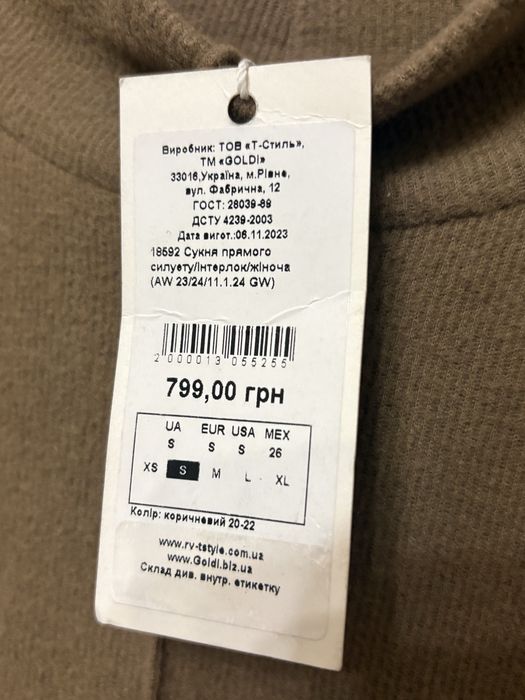 Виробник: ТОВ «Т-Стиль»,
ТМ «GOLDI»
33016,Україна, м.Рівне,
вул. Фабрична, 12
ГОСТ: 28039-89
ДСТУ 4239-2003
Дата вигот.:06.11.2023
18592 Сукня прямого
силуету/інтерлок/жіноча
(AW 23/24/11.1.24 GW)
2 000013 055255
799,00 грн
UA EUR USA MEX
S S S 26
XS S M L XL
Колір: коричневий 20-22
www.rv-tstyle.com.ua
www.Goldi.biz.ua
Склад див. внутр. етикетку